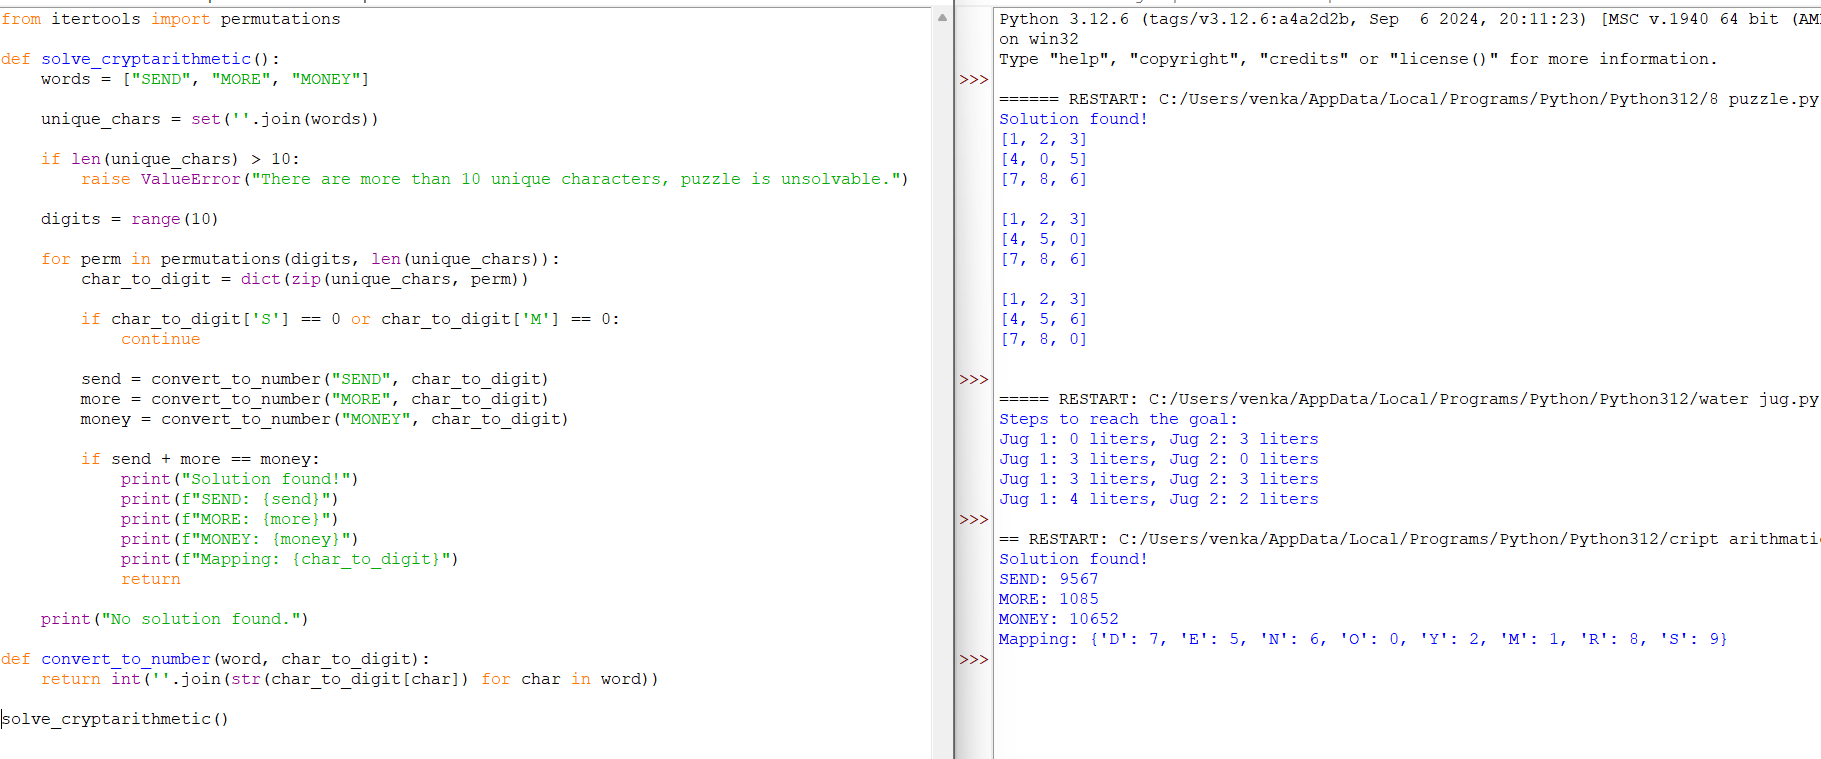 from itertools import permutations

def solve_cryptarithmetic():
    words = ["SEND", "MORE", "MONEY"]

    unique_chars = set(''.join(words))

    if len(unique_chars) > 10:
        raise ValueError("There are more than 10 unique characters, puzzle is unsolvable.")

    digits = range(10)

    for perm in permutations(digits, len(unique_chars)):
        char_to_digit = dict(zip(unique_chars, perm))

        if char_to_digit['S'] == 0 or char_to_digit['M'] == 0:
            continue

        send = convert_to_number("SEND", char_to_digit)
        more = convert_to_number("MORE", char_to_digit)
        money = convert_to_number("MONEY", char_to_digit)

        if send + more == money:
            print("Solution found!")
            print(f"SEND: {send}")
            print(f"MORE: {more}")
            print(f"MONEY: {money}")
            print(f"Mapping: {char_to_digit}")
            return

    print("No solution found.")

def convert_to_number(word, char_to_digit):
    return int(''.join(str(char_to_digit[char]) for char in word))

solve_cryptarithmetic()

Python 3.12.6 (tags/v3.12.6:a4a2d2b, Sep  6 2024, 20:11:23) [MSC v.1940 64 bit (AM
on win32
Type "help", "copyright", "credits" or "license()" for more information.
>>>
====== RESTART: C:/Users/venka/AppData/Local/Programs/Python/Python312/8 puzzle.py
Solution found!
[1, 2, 3]
[4, 0, 5]
[7, 8, 6]

[1, 2, 3]
[4, 5, 0]
[7, 8, 6]

[1, 2, 3]
[4, 5, 6]
[7, 8, 0]

>>>
===== RESTART: C:/Users/venka/AppData/Local/Programs/Python/Python312/water jug.py
Steps to reach the goal:
Jug 1: 0 liters, Jug 2: 3 liters
Jug 1: 3 liters, Jug 2: 0 liters
Jug 1: 3 liters, Jug 2: 3 liters
Jug 1: 4 liters, Jug 2: 2 liters
>>>
== RESTART: C:/Users/venka/AppData/Local/Programs/Python/Python312/cript arithmati
Solution found!
SEND: 9567
MORE: 1085
MONEY: 10652
Mapping: {'D': 7, 'E': 5, 'N': 6, 'O': 0, 'Y': 2, 'M': 1, 'R': 8, 'S': 9}
>>>